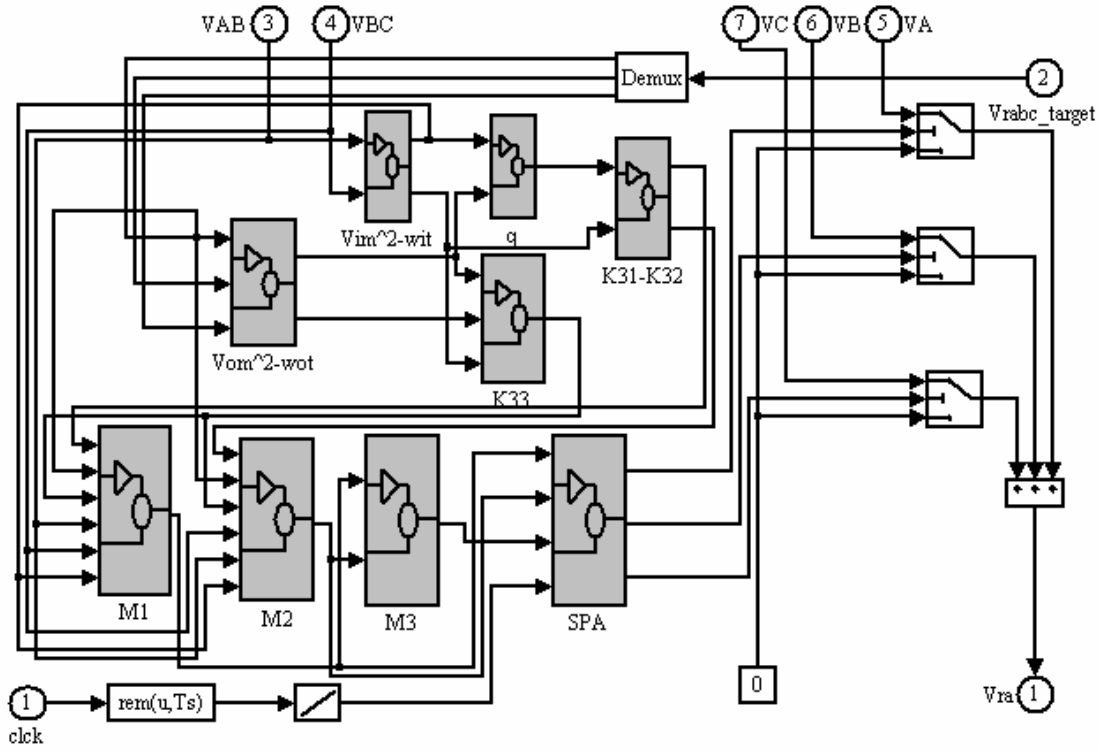 VAB 3 4 VBC 7 VC 6 VB 5 VA
Demux 2
Vrabc_target
Vim^2-wit q
K31-K32
Vom^2-wot
K33
M1 M2 M3 SPA
+ + +
0
Vra 1
1 rem(u,Ts)
clck